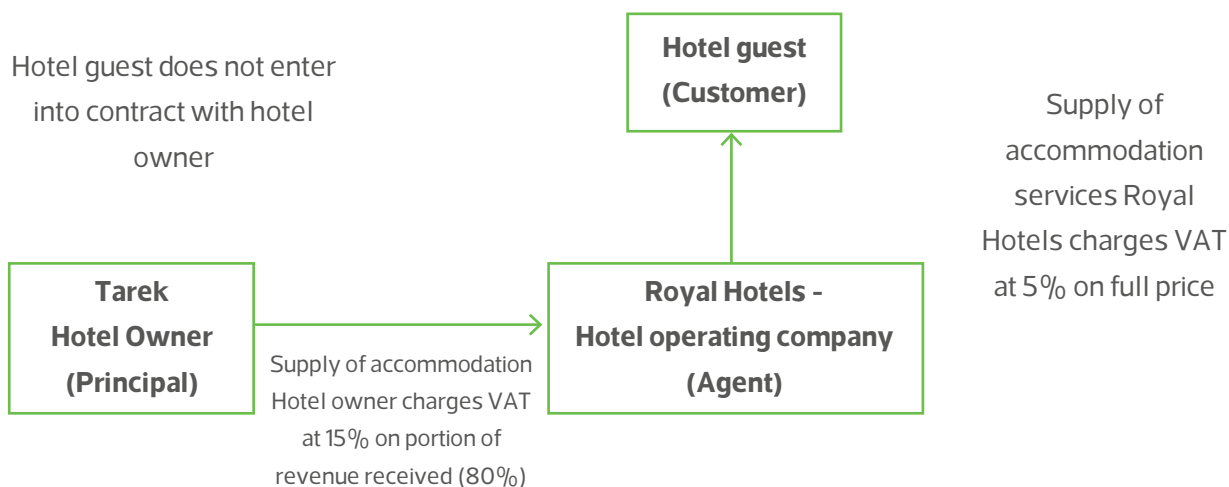 Hotel guest does not enter
into contract with hotel
owner
Hotel guest
(Customer)
Supply of
accommodation
services Royal
Hotels charges VAT
at 5% on full price
Tarek
Hotel Owner
(Principal)
Supply of accommodation
Hotel owner charges VAT
at 15% on portion of
revenue received (80%)
Royal Hotels -
Hotel operating company
(Agent)